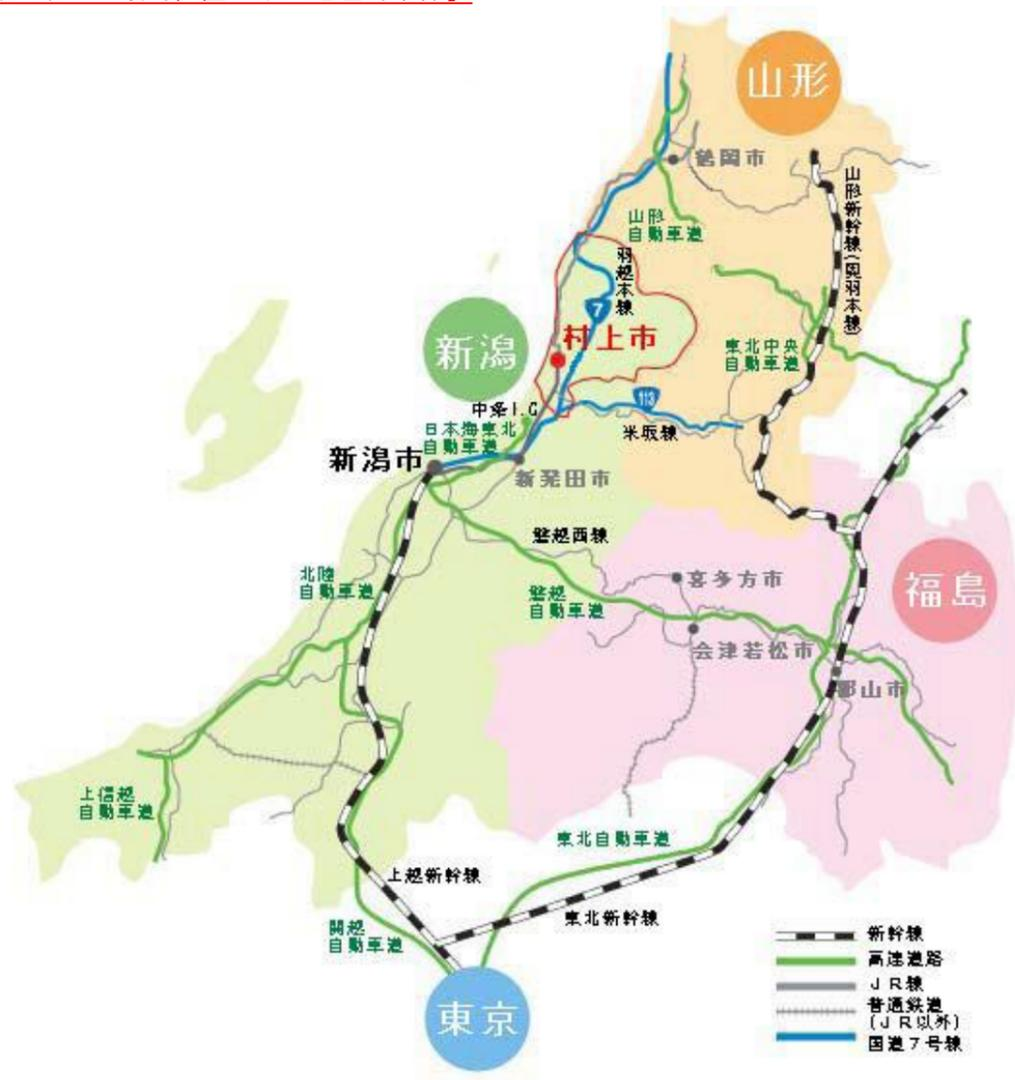 山形
鶴岡市
山形
自動車道
羽越本線
山形新幹線(奥羽本線)
7
新潟
村上市
東北中央
自動車道
113
中条I.C
日本海東北
自動車道
米坂線
新潟市
新発田市
磐越西線
北陸
自動車道
磐越
自動車道
喜多方市
福島
会津若松市
郡山市
上信越
自動車道
東北自動車道
上越新幹線
東北新幹線
関越
自動車道
東京
新幹線
高速道路
JR線
普通鉄道
(JR以外)
国道7号線